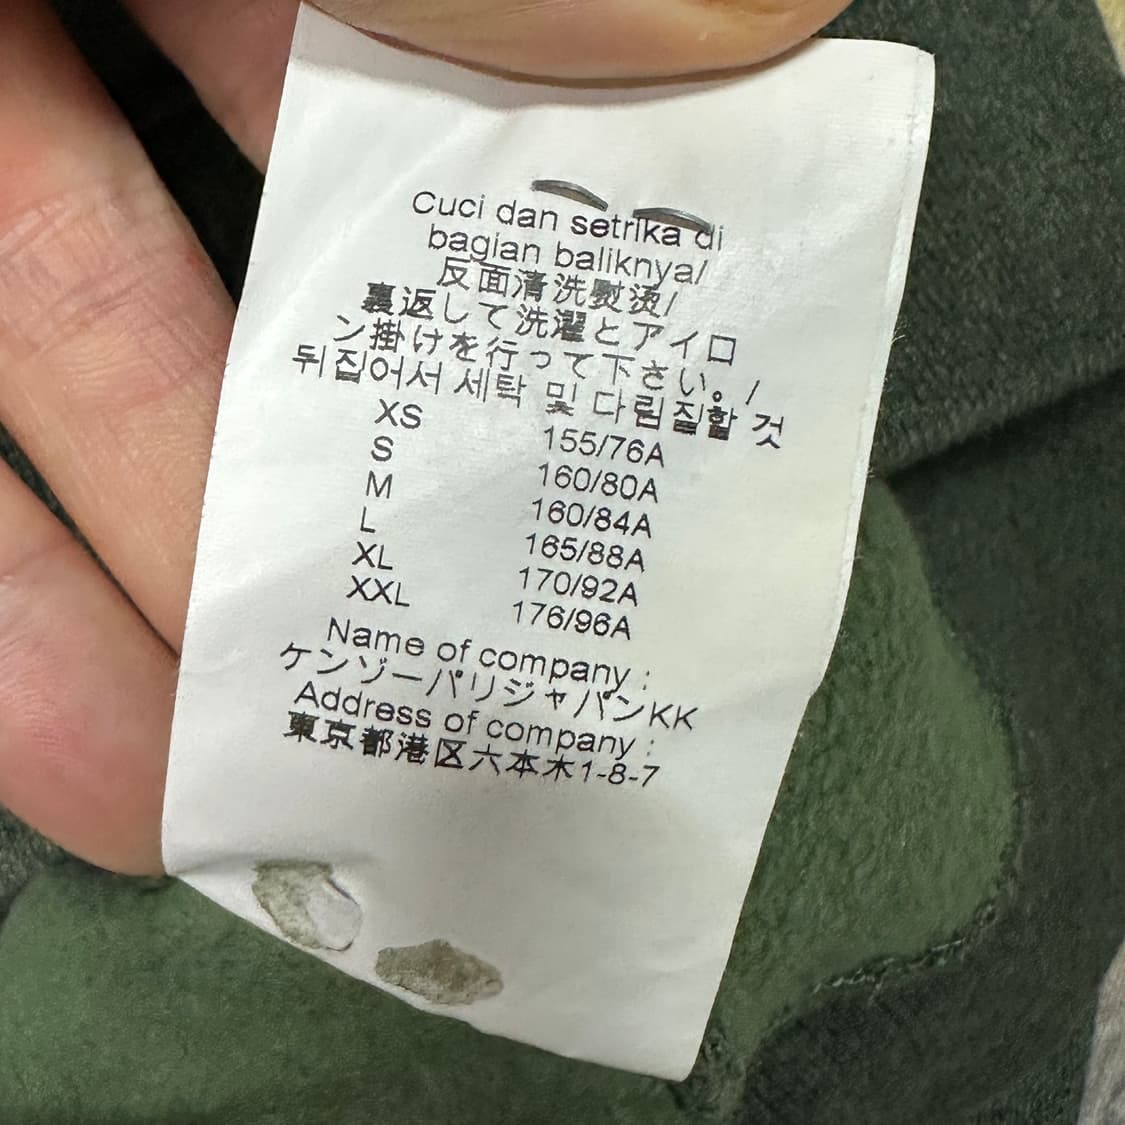 Cuci dan setrika di
bagian baliknya/
反面清洗熨烫/
裏返して洗濯とアイロ
ン掛けを行って下さい。/
뒤집어서 세탁 및 다림질할 것
XS 155/76A
S 160/80A
M 160/84A
L 165/88A
XL 170/92A
XXL 176/96A
Name of company :
ケンゾーパリジャパンKK
Address of company :
東京都港区六本木1-8-7